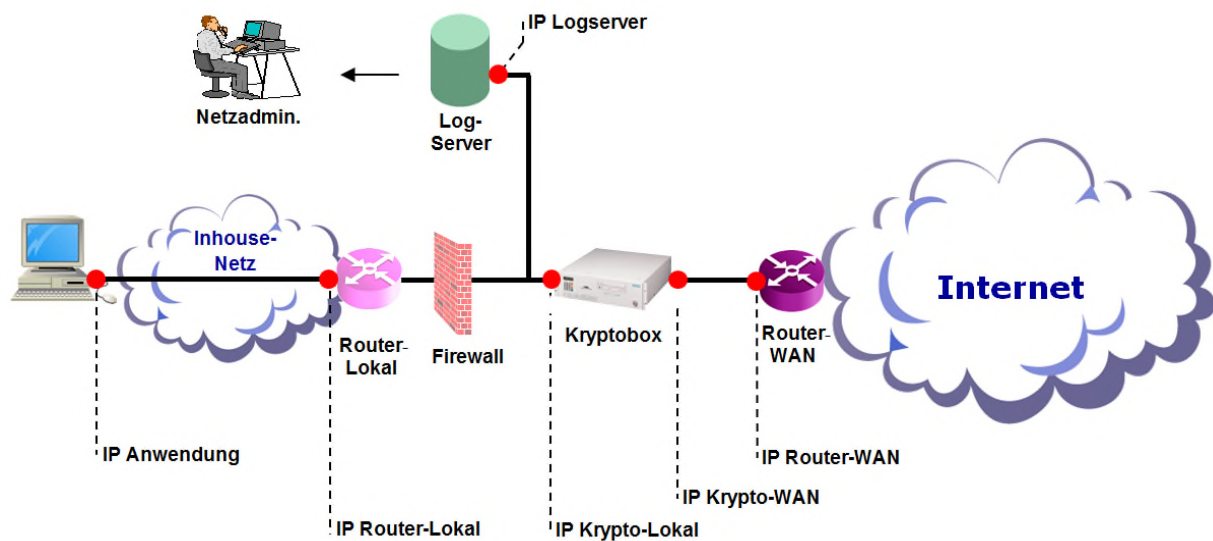 IP Logserver
Netzadmin.
Log-
Server
Inhouse-
Netz
Internet
Router-
Lokal
Firewall
Kryptobox
Router-
WAN
IP Anwendung
IP Router-WAN
IP Krypto-WAN
IP Router-Lokal
IP Krypto-Lokal